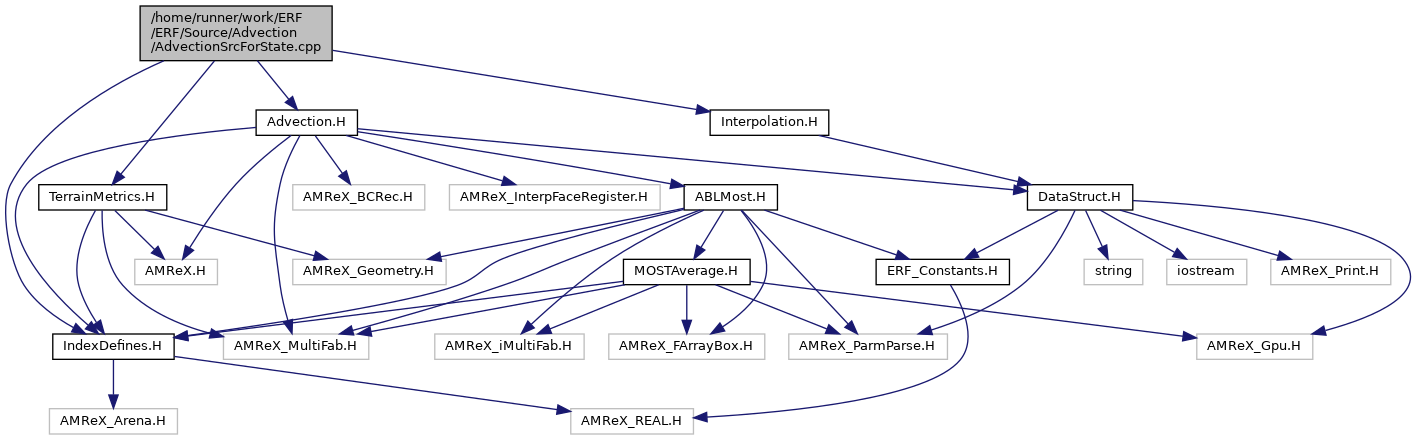 /home/runner/work/ERF
/ERF/Source/Advection
/AdvectionSrcForState.cpp
Advection.H
Interpolation.H
TerrainMetrics.H
AMReX_BCRec.H
AMReX_InterpFaceRegister.H
ABLMost.H
DataStruct.H
AMReX.H
AMReX_Geometry.H
MOSTAverage.H
ERF_Constants.H
string
iostream
AMReX_Print.H
IndexDefines.H
AMReX_MultiFab.H
AMReX_iMultiFab.H
AMReX_FArrayBox.H
AMReX_ParmParse.H
AMReX_Gpu.H
AMReX_Arena.H
AMReX_REAL.H